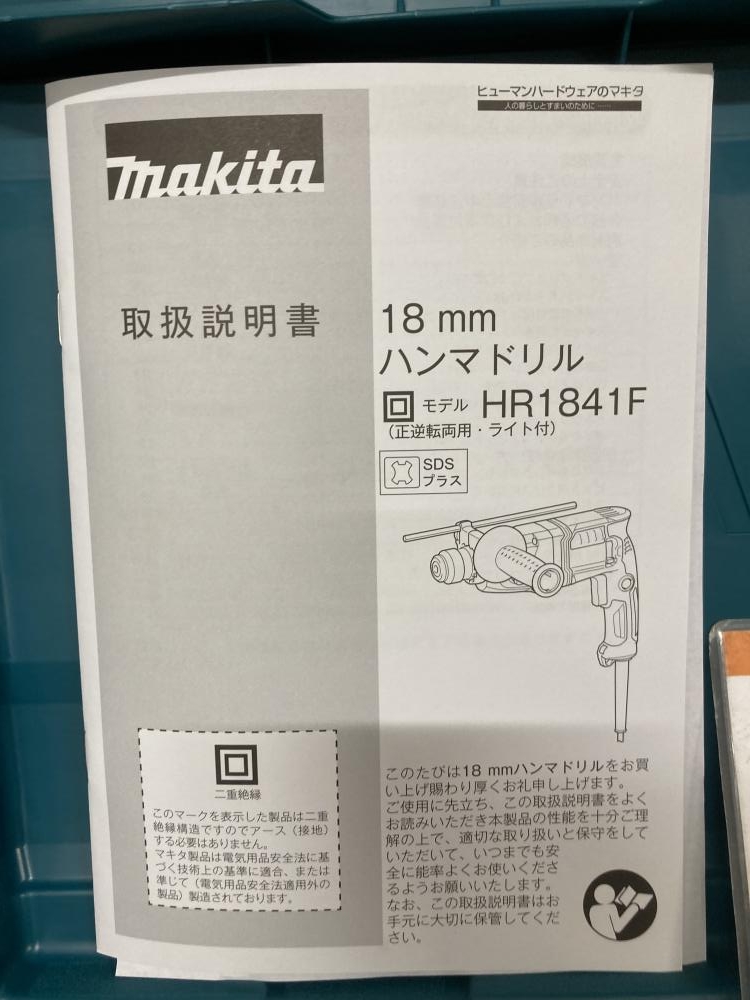 ヒューマンハードウェアのマキタ
人の暮らしとすまいのために……
makita
取扱説明書
18 mm
ハンマドリル
モデル HR1841F
（正逆転両用・ライト付）
SDS
プラス
二重絶縁
このマークを表示した製品は二重
絶縁構造ですのでアース（接地）
する必要はありません。
マキタ製品は電気用品安全法に基
づく技術上の基準に適合、または
準じて（電気用品安全法適用外の
製品）製造されております。
このたびは18 mmハンマドリルをお買
い上げ賜わり厚くお礼申し上げます。
ご使用に先立ち、この取扱説明書をよく
お読みいただき本製品の性能を十分ご理
解の上で、適切な取り扱いと保守をして
いただいて、いつまでも安
全に能率よくお使いくださ
るようお願いいたします。
なお、この取扱説明書はお
手元に大切に保管してくだ
さい。